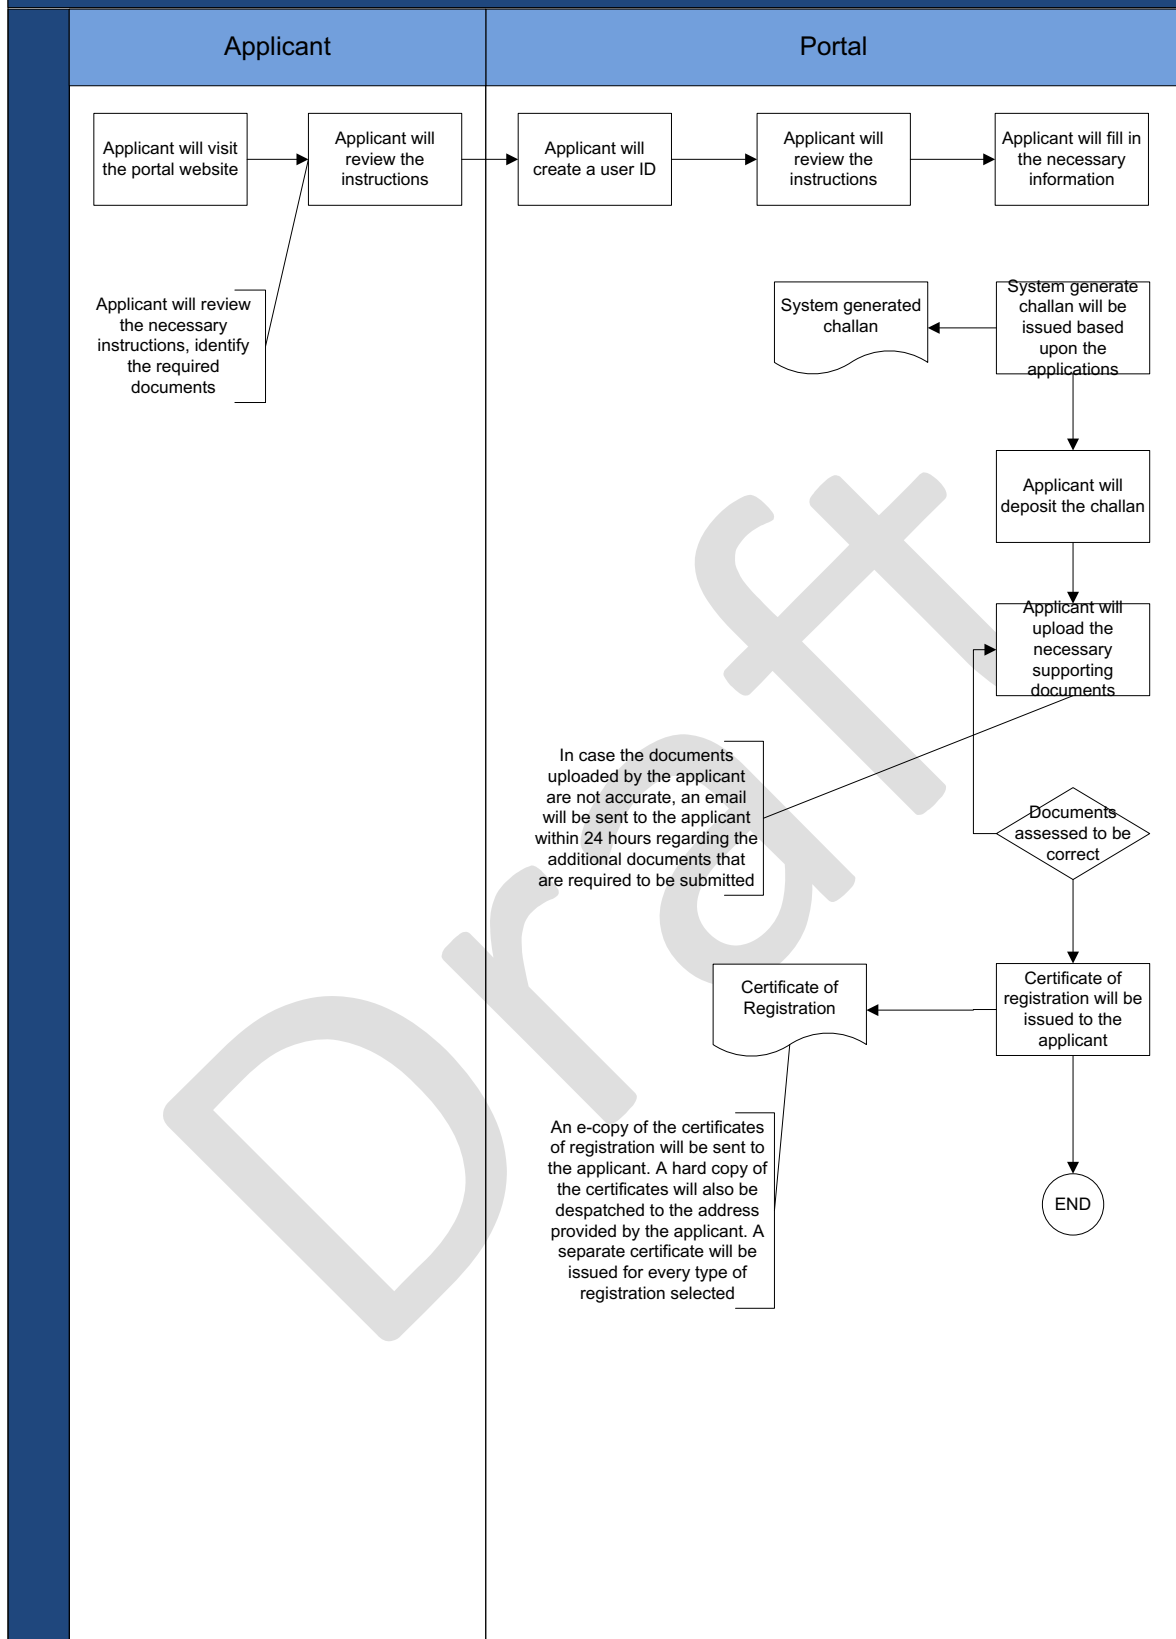 Applicant
Portal
Applicant will visit
the portal website
Applicant will
review the
instructions
Applicant will
create a user ID
Applicant will
review the
instructions
Applicant will fill in
the necessary
information
Applicant will review
the necessary
instructions, identify
the required
documents
System generated
challan
System generate
challan will be
issued based
upon the
applications
Applicant will
deposit the challan
Applicant will
upload the
necessary
supporting
documents
In case the documents
uploaded by the applicant
are not accurate, an email
will be sent to the applicant
within 24 hours regarding the
additional documents that
are required to be submitted
Documents
assessed to be
correct
Certificate of
Registration
Certificate of
registration will be
issued to the
applicant
An e-copy of the certificates
of registration will be sent to
the applicant. A hard copy of
the certificates will also be
despatched to the address
provided by the applicant. A
separate certificate will be
issued for every type of
registration selected
END
Draft